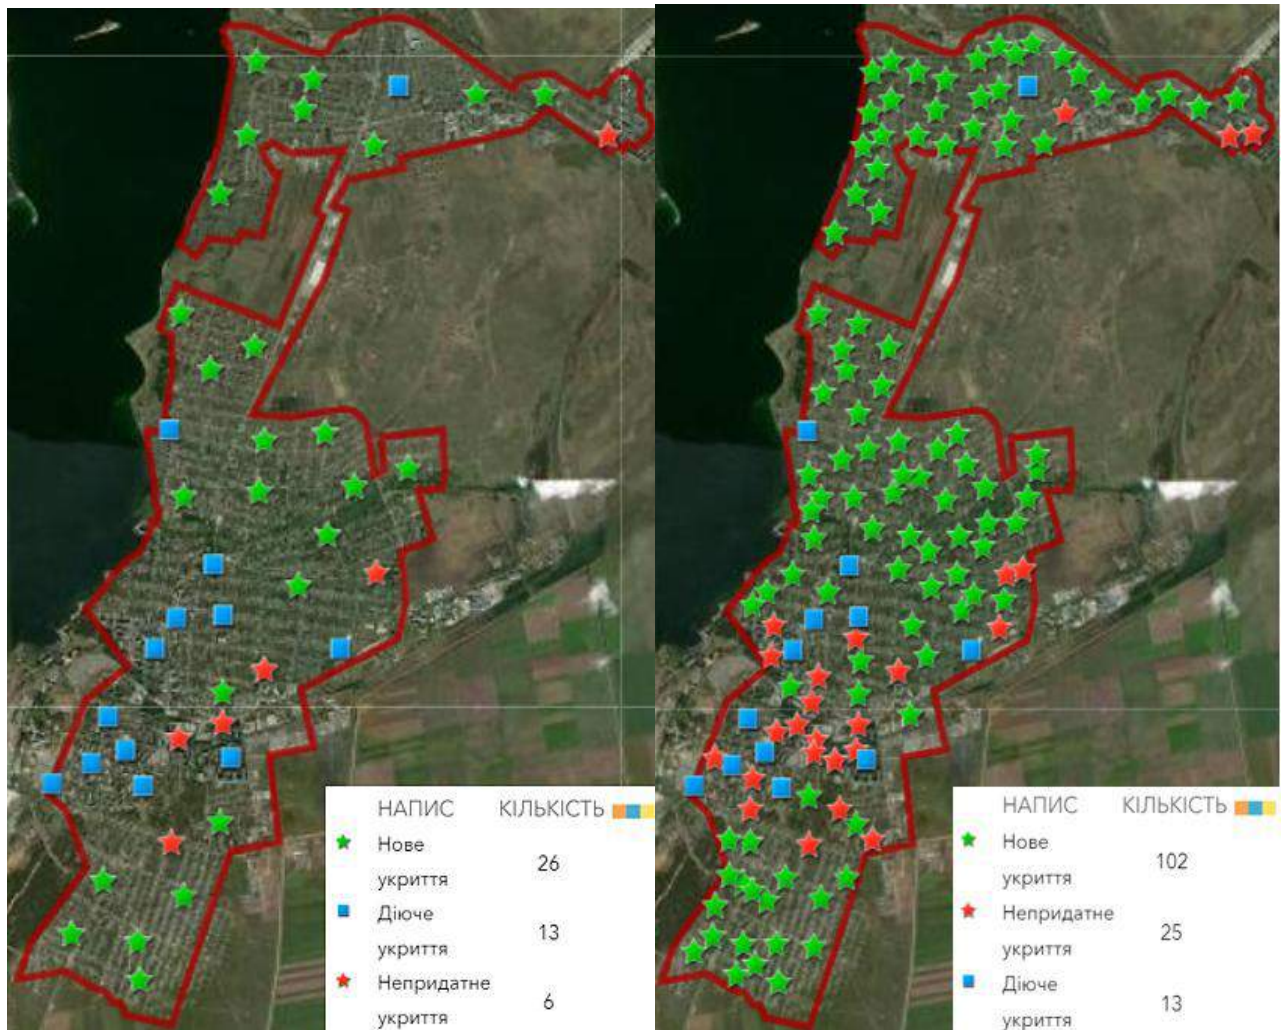 НАПИС КІЛЬКІСТЬ
Нове
укриття
26
Діюче
укриття
13
Непридатне
укриття
6
НАПИС КІЛЬКІСТЬ
Нове
укриття
102
Непридатне
укриття
25
Діюче
укриття
13